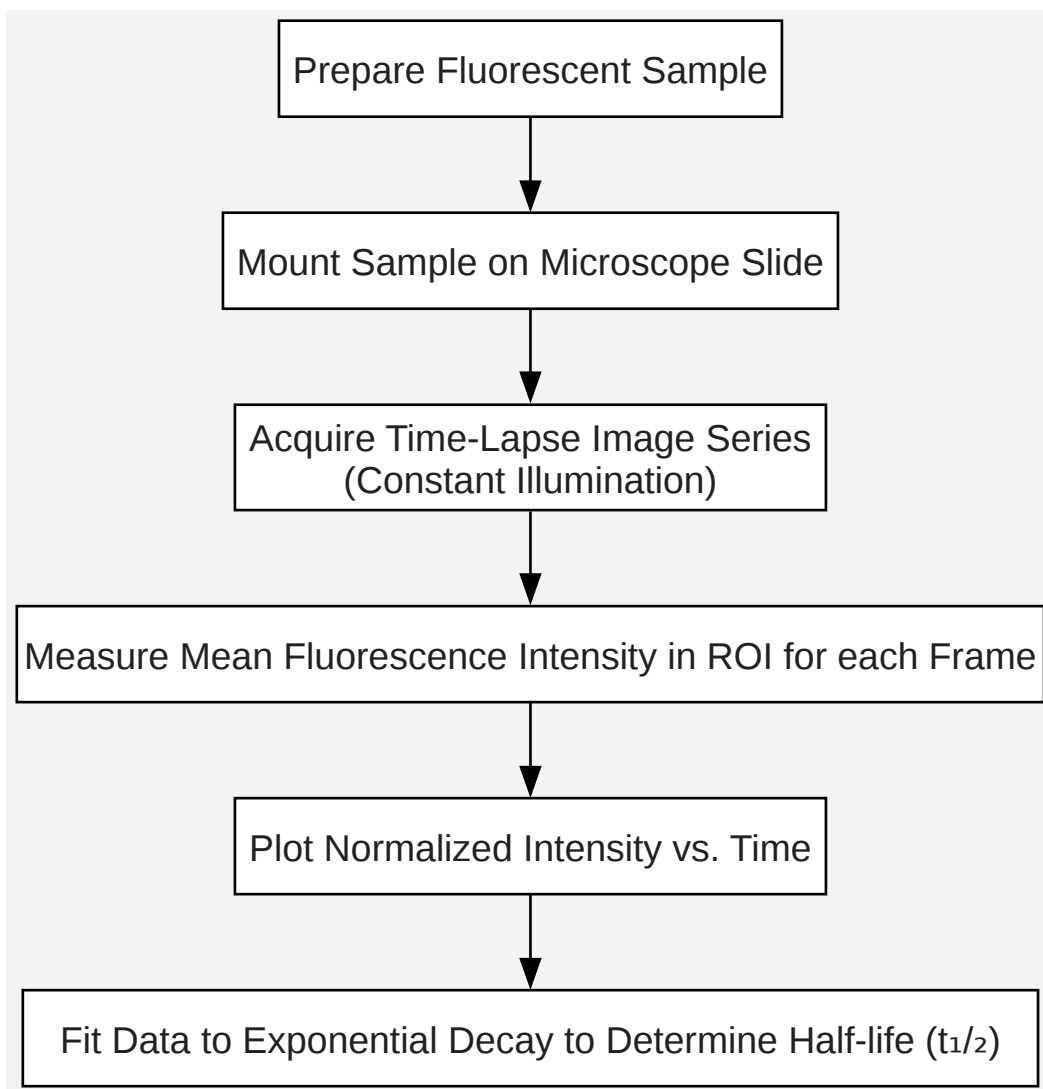 Prepare Fluorescent Sample
Mount Sample on Microscope Slide
Acquire Time-Lapse Image Series
(Constant Illumination)
Measure Mean Fluorescence Intensity in ROI for each Frame
Plot Normalized Intensity vs. Time
Fit Data to Exponential Decay to Determine Half-life (t₁/₂)